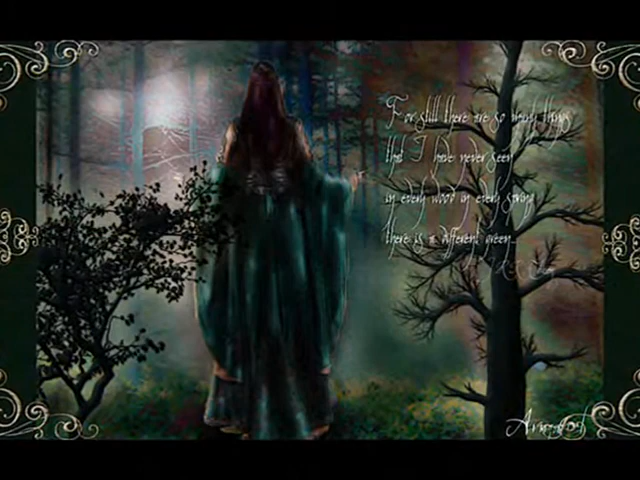 For still there are so many things
that I have never seen
in every wood in every spring
there is a different green...